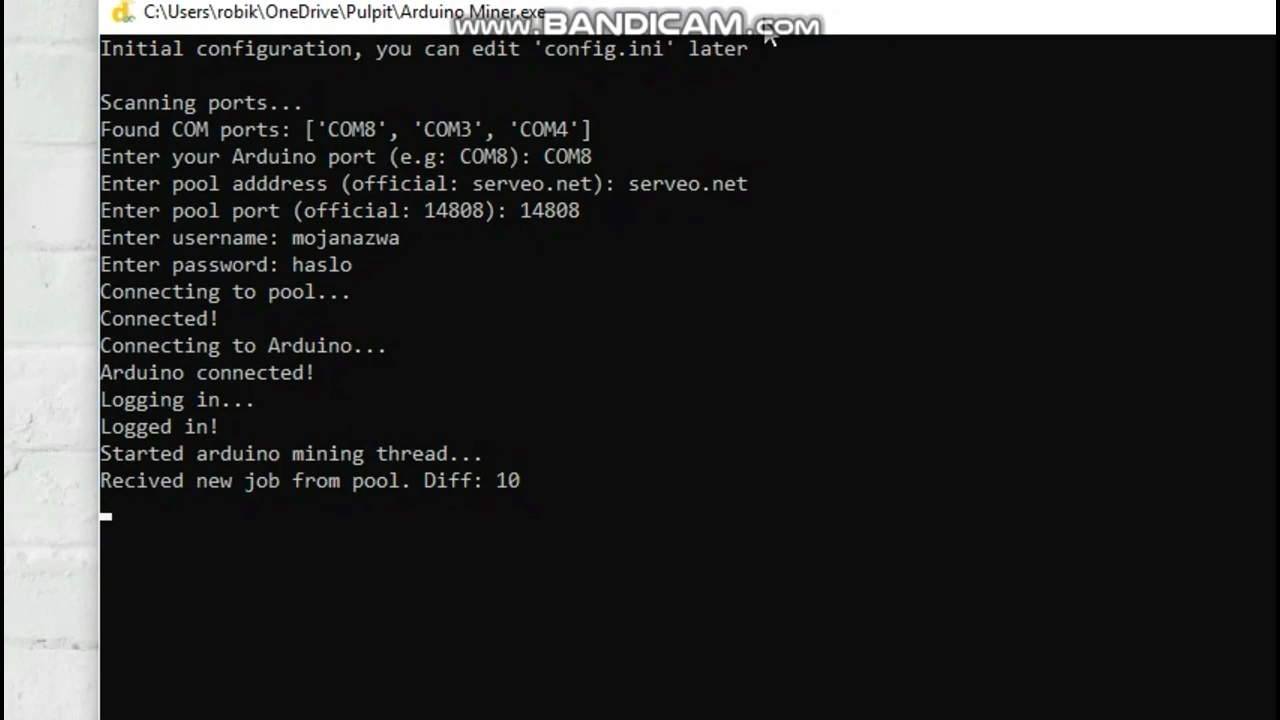 C:\Users\robik\OneDrive\Pulpit\Arduino Miner.exe
www.BANDICAM.com
Initial configuration, you can edit 'config.ini' later
Scanning ports...
Found COM ports: ['COM8', 'COM3', 'COM4']
Enter your Arduino port (e.g: COM8): COM8
Enter pool adddress (official: serveo.net): serveo.net
Enter pool port (official: 14808): 14808
Enter username: mojanazwa
Enter password: haslo
Connecting to pool...
Connected!
Connecting to Arduino...
Arduino connected!
Logging in...
Logged in!
Started arduino mining thread...
Recived new job from pool. Diff: 10